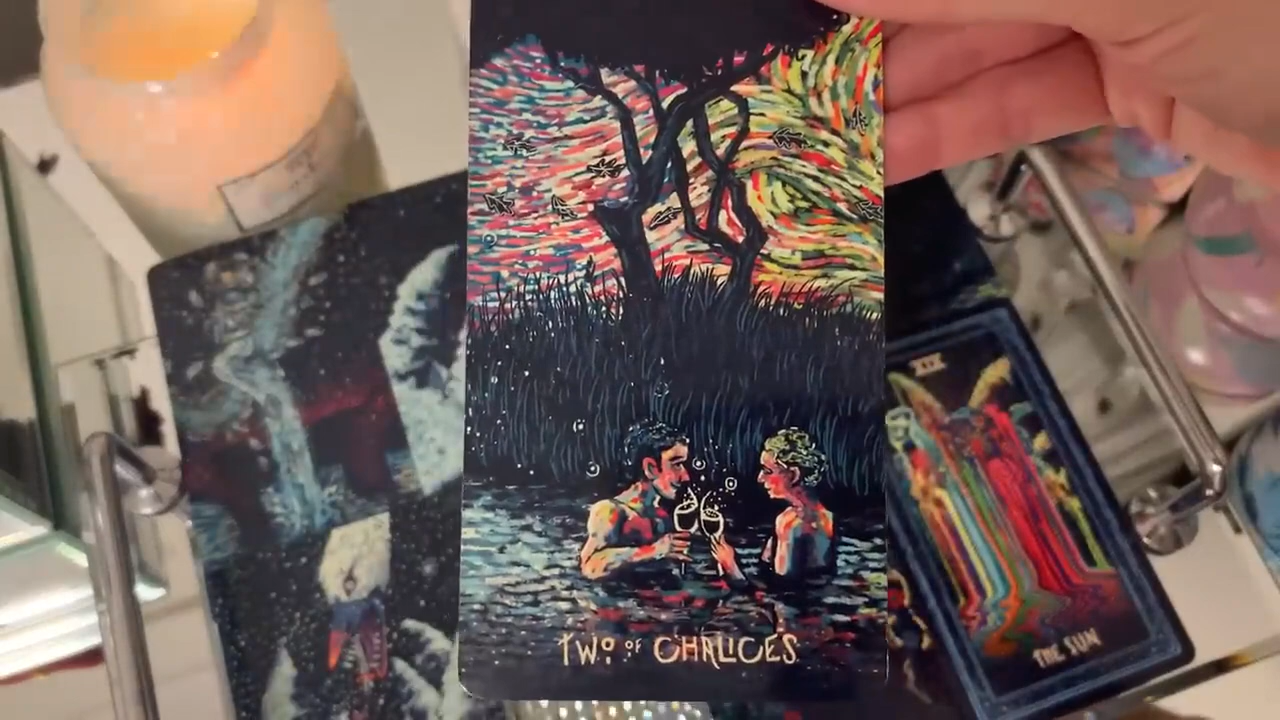 TWO OF CHALICES
XIX
THE SUN